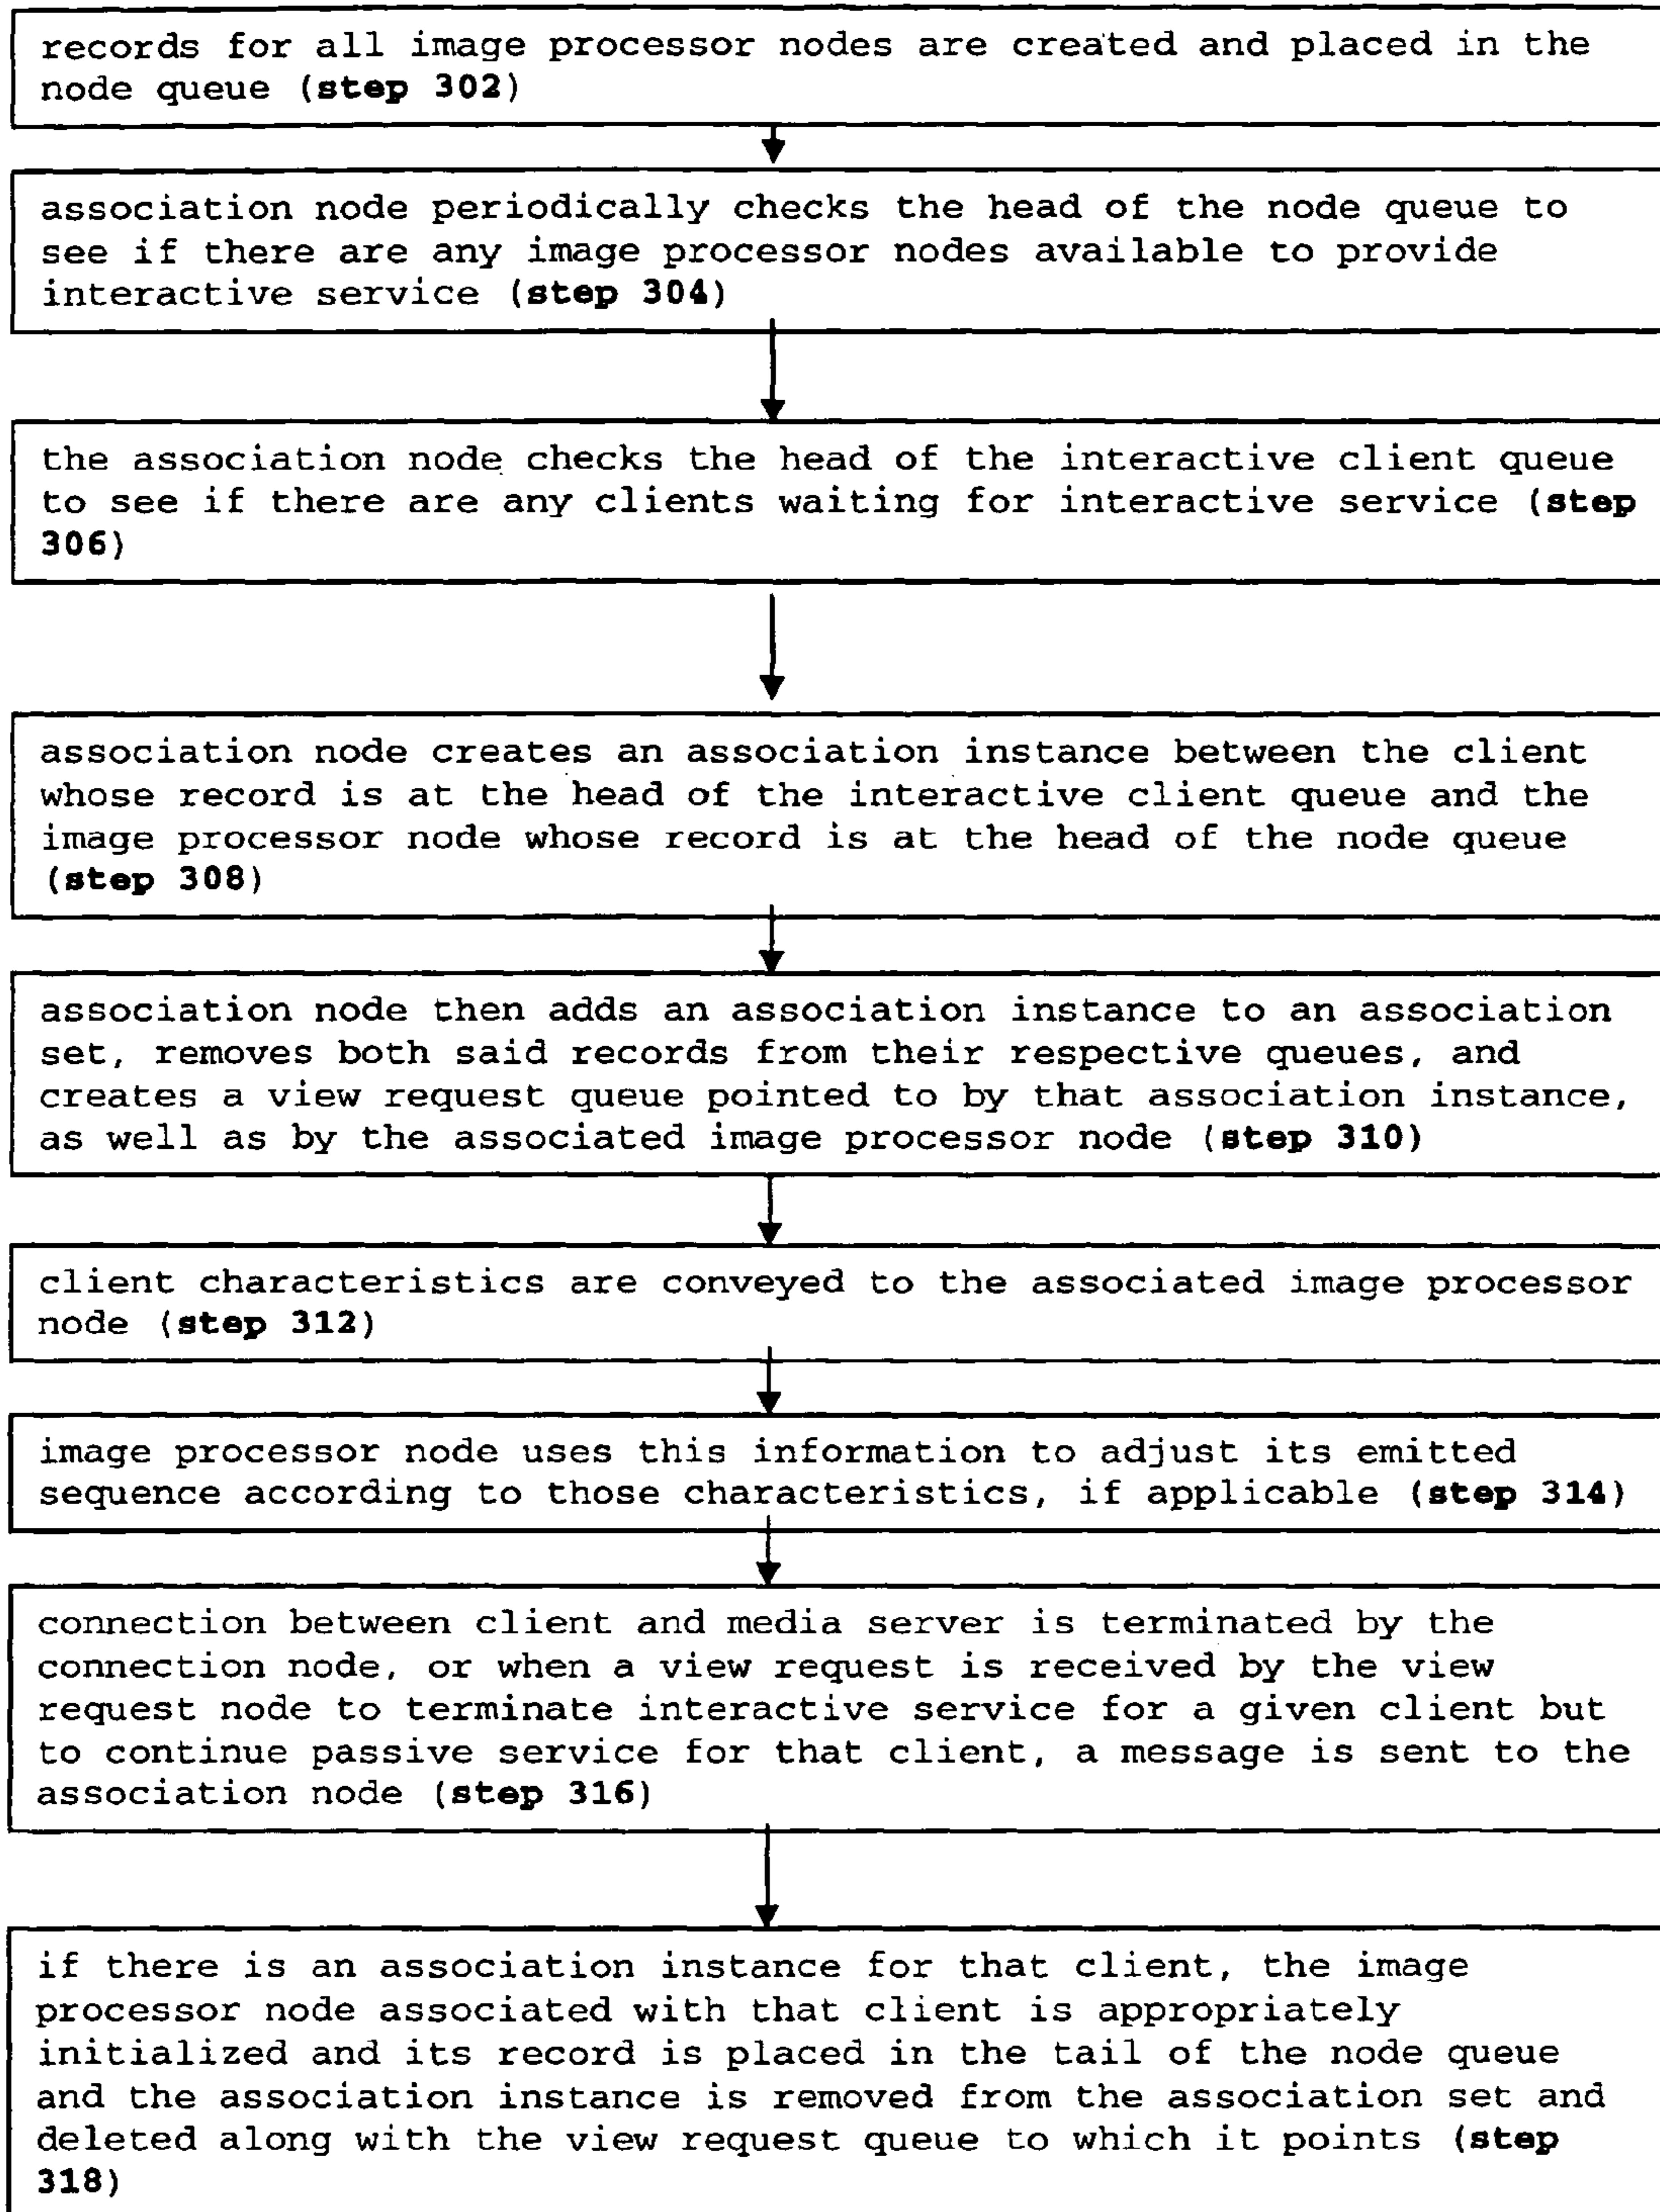 records for all image processor nodes are created and placed in the
node queue (step 302)
association node periodically checks the head of the node queue to
see if there are any image processor nodes available to provide
interactive service (step 304)
the association node checks the head of the interactive client queue
to see if there are any clients waiting for interactive service (step
306)
association node creates an association instance between the client
whose record is at the head of the interactive client queue and the
image processor node whose record is at the head of the node queue
(step 308)
association node then adds an association instance to an association
set, removes both said records from their respective queues, and
creates a view request queue pointed to by that association instance,
as well as by the associated image processor node (step 310)
client characteristics are conveyed to the associated image processor
node (step 312)
image processor node uses this information to adjust its emitted
sequence according to those characteristics, if applicable (step 314)
connection between client and media server is terminated by the
connection node, or when a view request is received by the view
request node to terminate interactive service for a given client but
to continue passive service for that client, a message is sent to the
association node (step 316)
if there is an association instance for that client, the image
processor node associated with that client is appropriately
initialized and its record is placed in the tail of the node queue
and the association instance is removed from the association set and
deleted along with the view request queue to which it points (step
318)